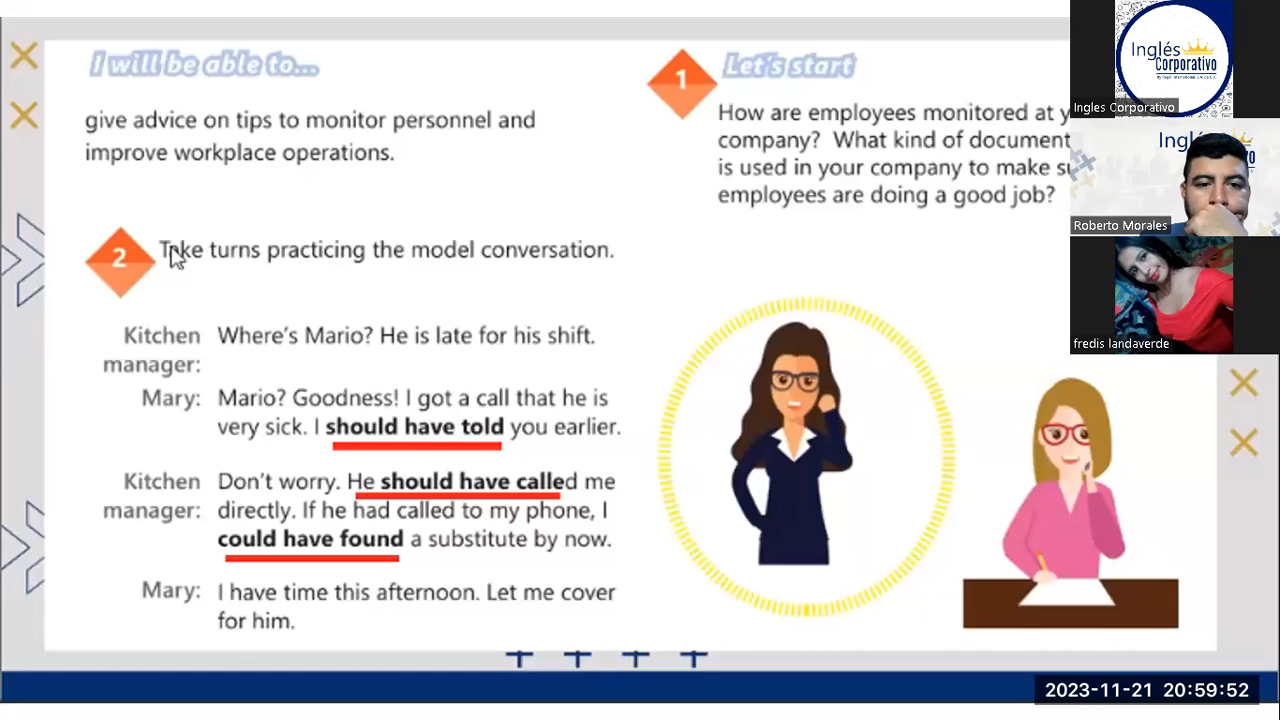 I will be able to...
give advice on tips to monitor personnel and
improve workplace operations.
1
Let's start
How are employees monitored at
company? What kind of document
is used in your company to make
employees are doing a good job?
2
Take turns practicing the model conversation.
Kitchen manager: Where's Mario? He is late for his shift.
Mary: Mario? Goodness! I got a call that he is
very sick. I should have told you earlier.
Kitchen manager: Don't worry. He should have called me
directly. If he had called to my phone, I
could have found a substitute by now.
Mary: I have time this afternoon. Let me cover
for him.
Inglés
Corporativo
Ingles Corporativo
Inglé
Roberto Morales
fredis landaverde
2023-11-21 20:59:52